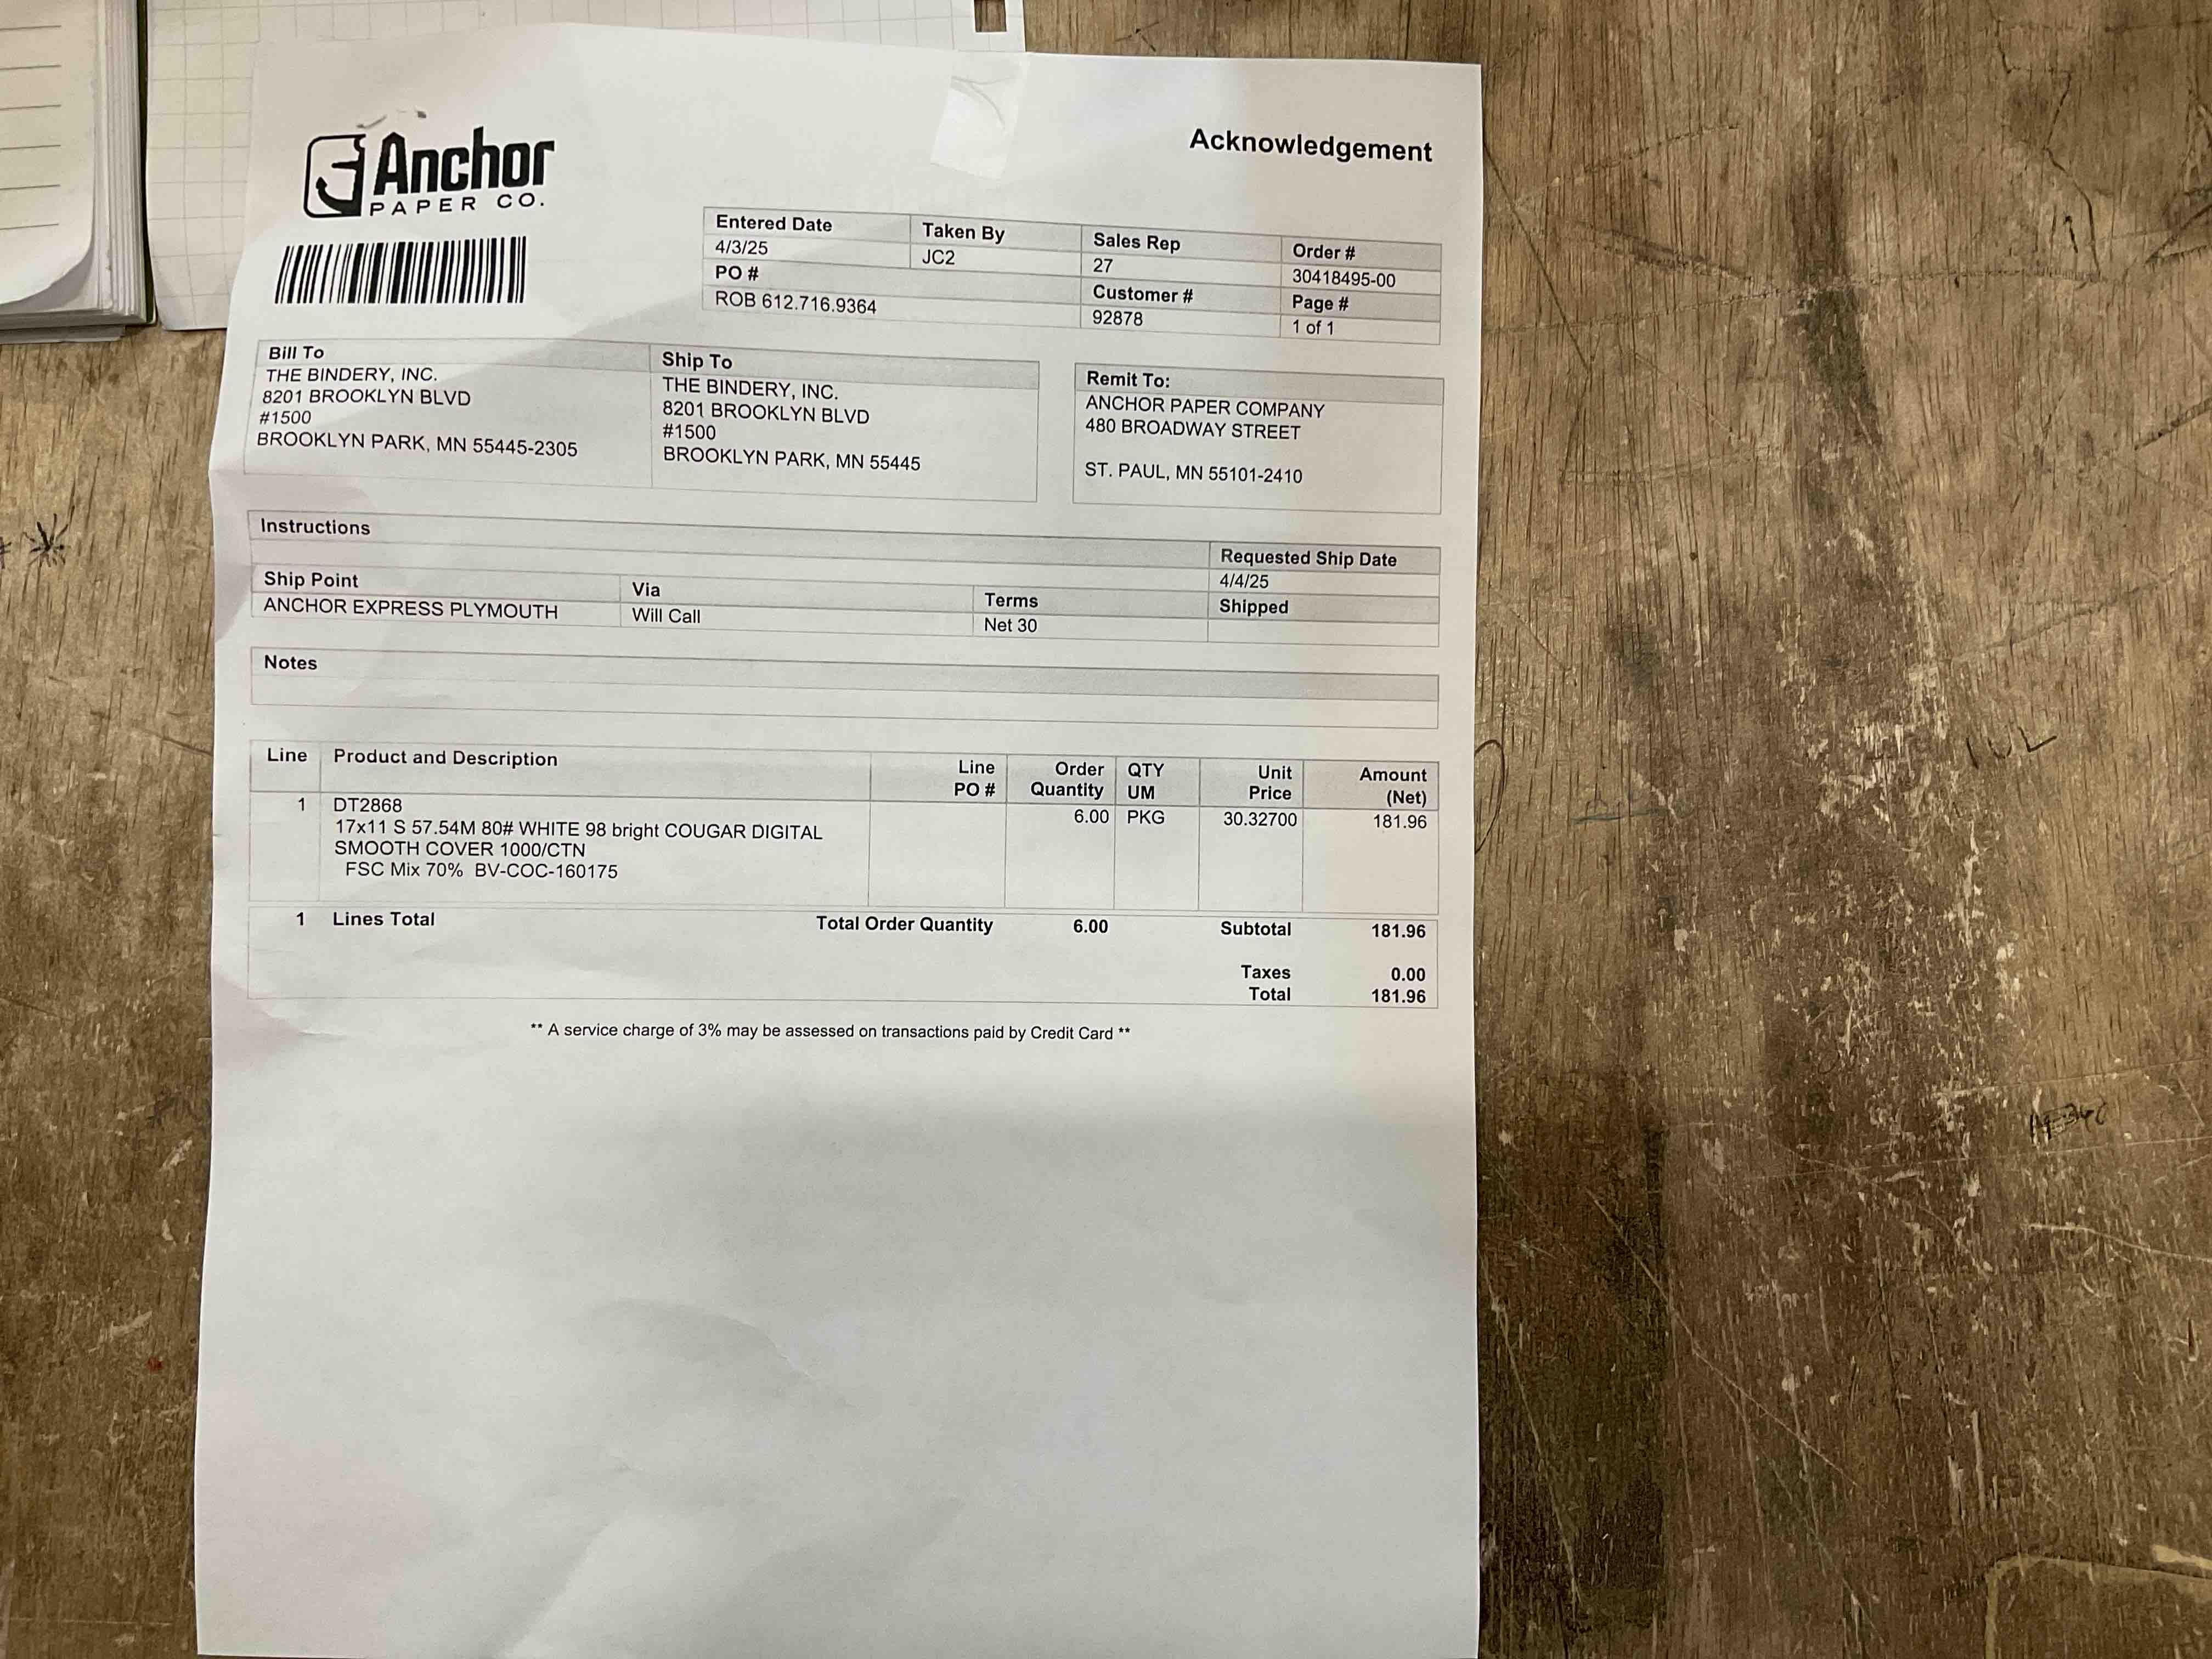 Anchor
PAPER CO.
Acknowledgement
Entered Date Taken By Sales Rep Order #
4/3/25 JC2 27 30418495-00
PO # Customer # Page #
ROB 612.716.9364 92878 1 of 1
Bill To
THE BINDERY, INC.
8201 BROOKLYN BLVD
#1500
BROOKLYN PARK, MN 55445-2305
Ship To
THE BINDERY, INC.
8201 BROOKLYN BLVD
#1500
BROOKLYN PARK, MN 55445
Remit To:
ANCHOR PAPER COMPANY
480 BROADWAY STREET
ST. PAUL, MN 55101-2410
Instructions
Requested Ship Date
4/4/25
Ship Point Via Terms Shipped
ANCHOR EXPRESS PLYMOUTH Will Call Net 30
Notes
Line Product and Description Line PO # Order Quantity QTY UM Unit Price Amount (Net)
1 DT2868 6.00 PKG 30.32700 181.96
17x11 S 57.54M 80# WHITE 98 bright COUGAR DIGITAL
SMOOTH COVER 1000/CTN
FSC Mix 70% BV-COC-160175
1 Lines Total Total Order Quantity 6.00 Subtotal 181.96
Taxes 0.00
Total 181.96
** A service charge of 3% may be assessed on transactions paid by Credit Card **